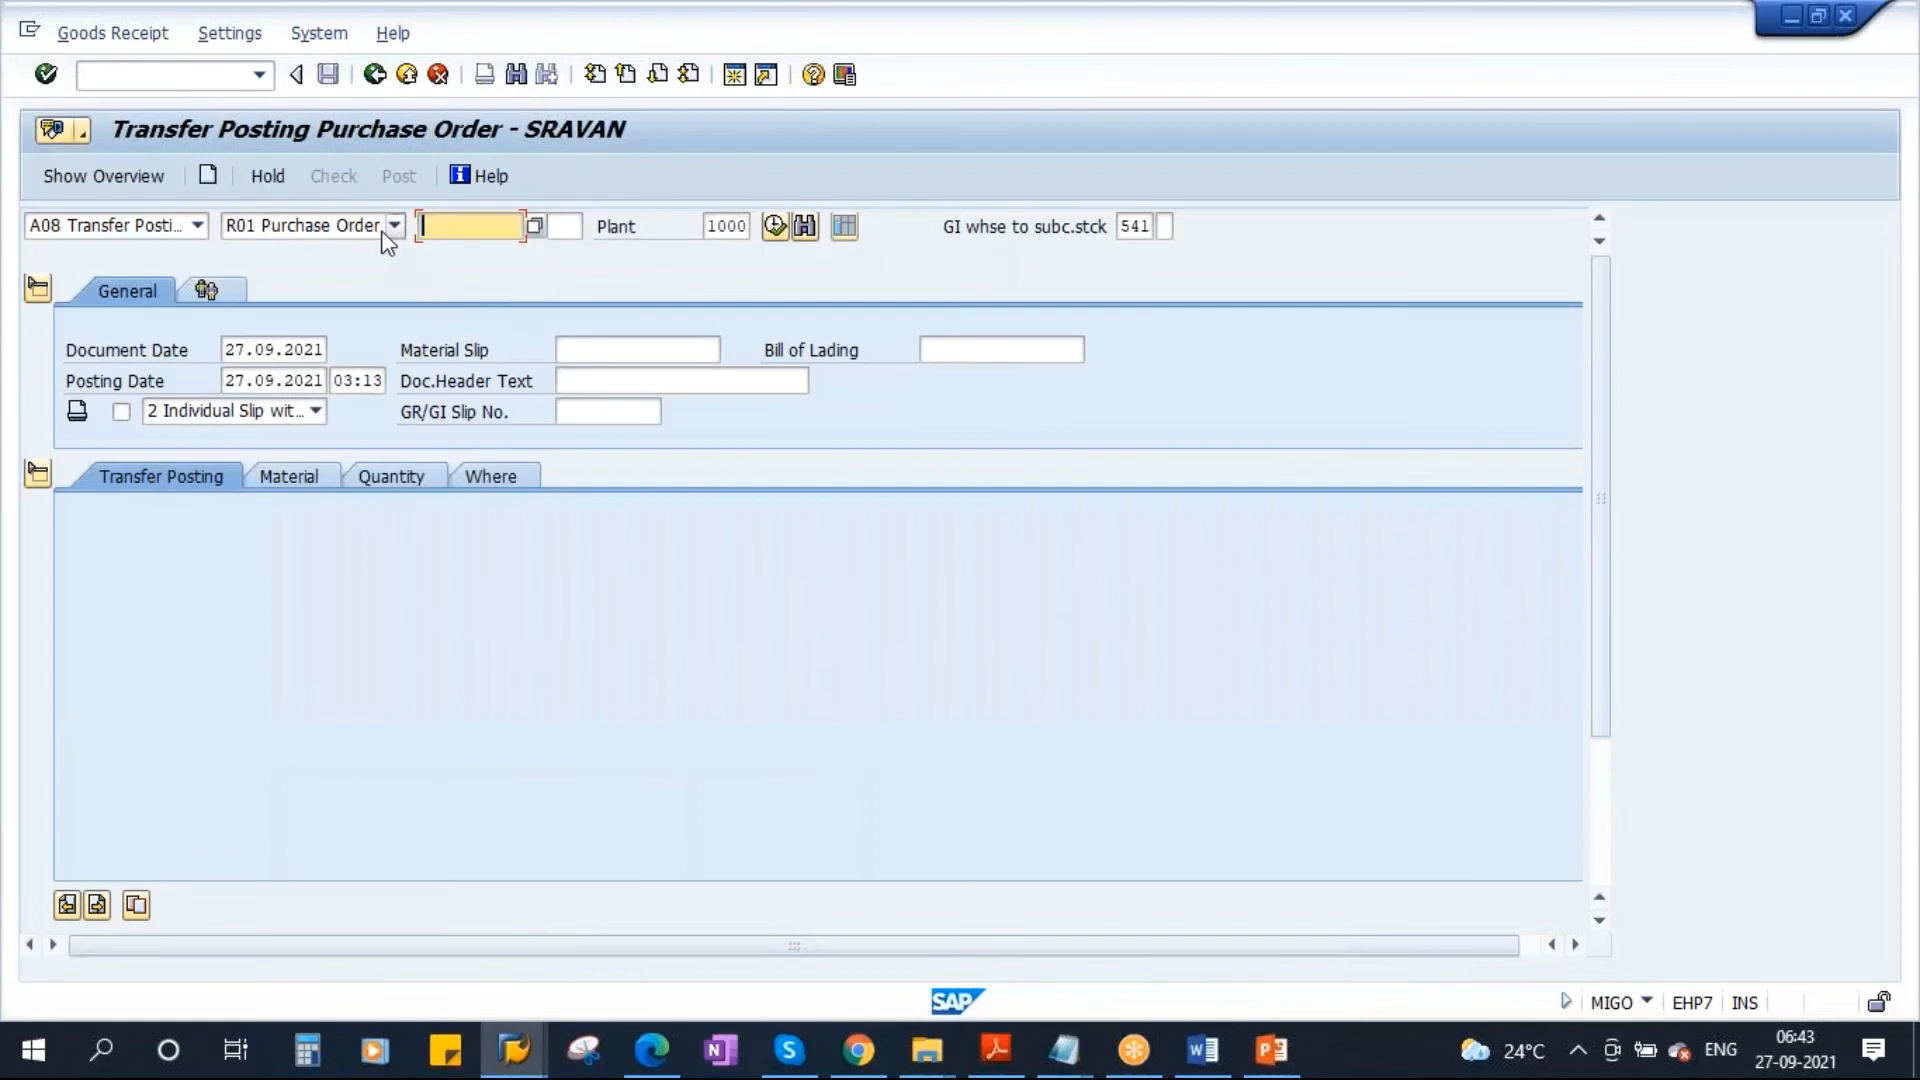 Goods Receipt Settings System Help
Transfer Posting Purchase Order - SRAVAN
Show Overview Hold Check Post Help
A08 Transfer Posti... R01 Purchase Order Plant 1000 GI whse to subc.stck 541
General
Document Date 27.09.2021 Material Slip Bill of Lading
Posting Date 27.09.2021 03:13 Doc.Header Text
2 Individual Slip wit... GR/GI Slip No.
Transfer Posting Material Quantity Where
SAP MIGO EHP7 INS
24°C ENG 06:43
27-09-2021